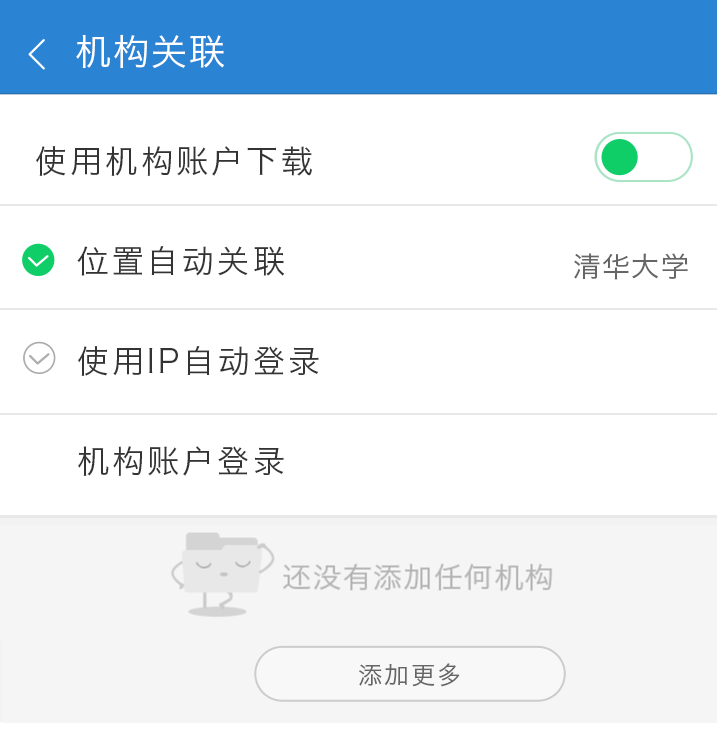 机构关联
使用机构账户下载
位置自动关联
清华大学
使用IP自动登录
机构账户登录
还没有添加任何机构
添加更多